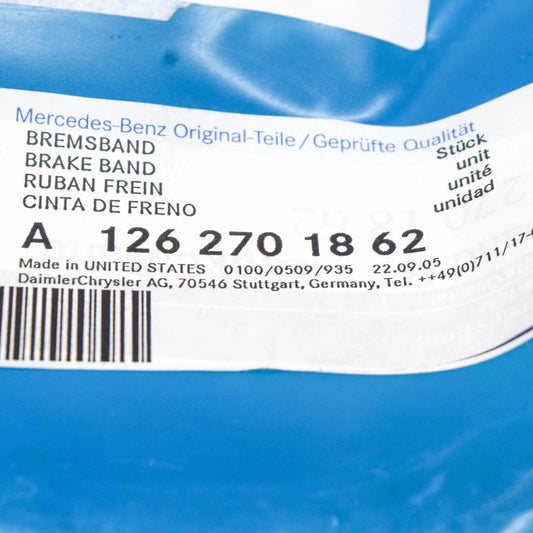 Mercedes-Benz Original-Teile / Geprüfte Qualität
BREMSBAND Stück
BRAKE BAND unit
RUBAN FREIN unité
CINTA DE FRENO unidad
A 126 270 18 62
Made in UNITED STATES 0100/0509/935 22.09.05
DaimlerChrysler AG, 70546 Stuttgart, Germany, Tel. ++49(0)711/17-